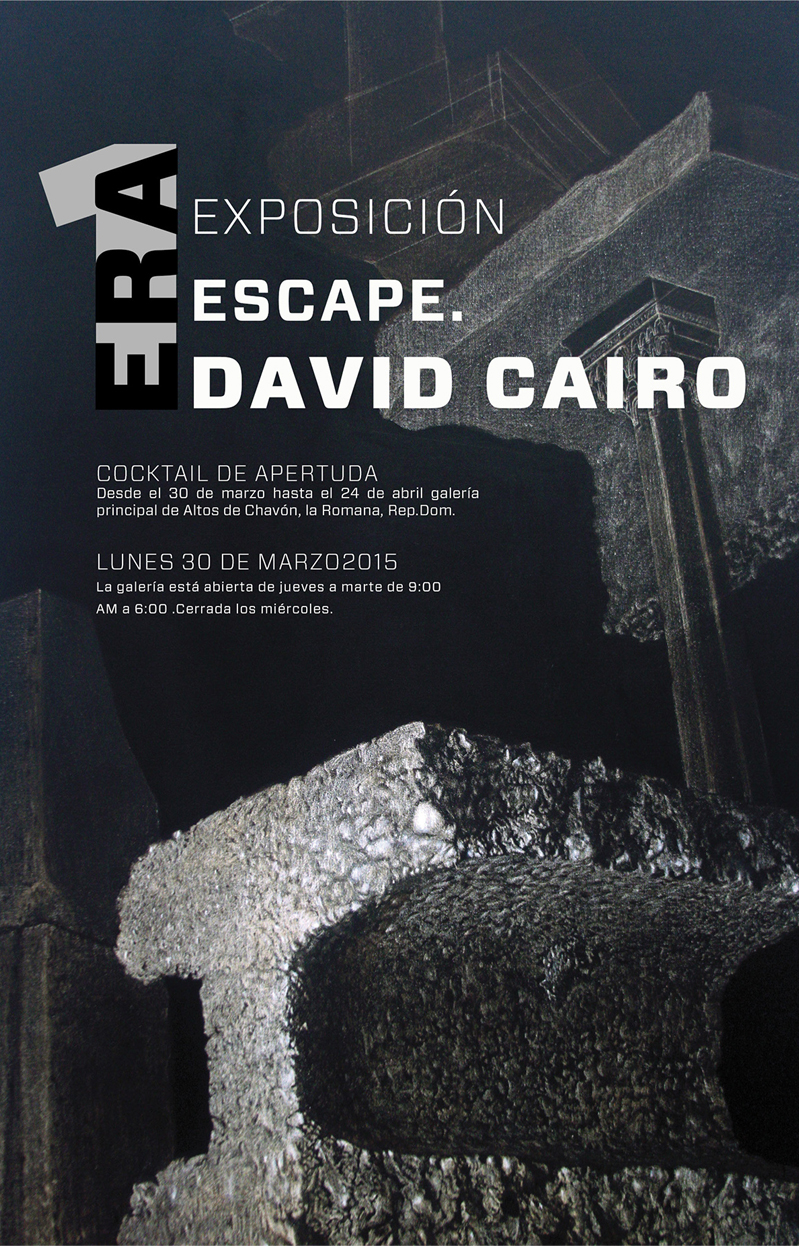 1ERA
EXPOSICIÓN
ESCAPE.
DAVID CAIRO
COCKTAIL DE APERTUDA
Desde el 30 de marzo hasta el 24 de abril galería
principal de Altos de Chavón, la Romana, Rep.Dom.
LUNES 30 DE MARZO2015
La galería está abierta de jueves a marte de 9:00
AM a 6:00 .Cerrada los miércoles.